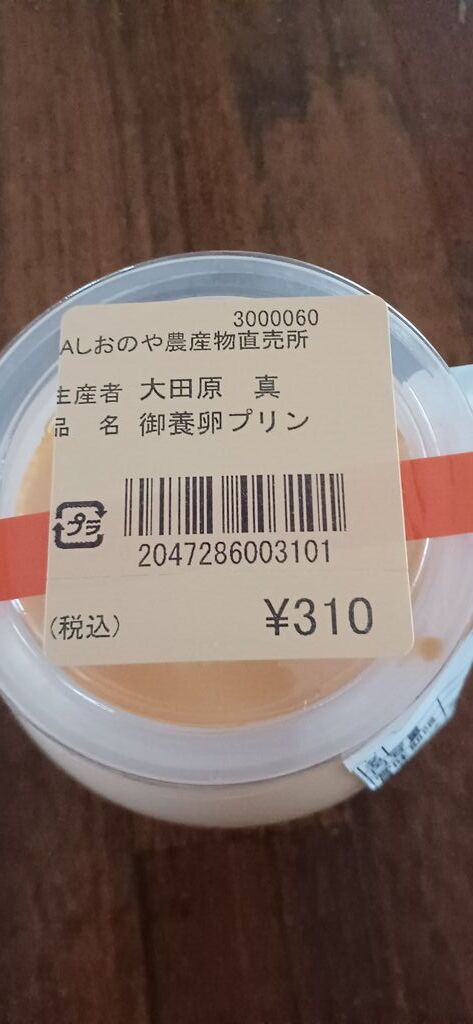 3000060
Aしおのや農産物直売所
生産者 大田原 真
品 名 御養卵プリン
プラ
2047286003101
(税込) ¥310